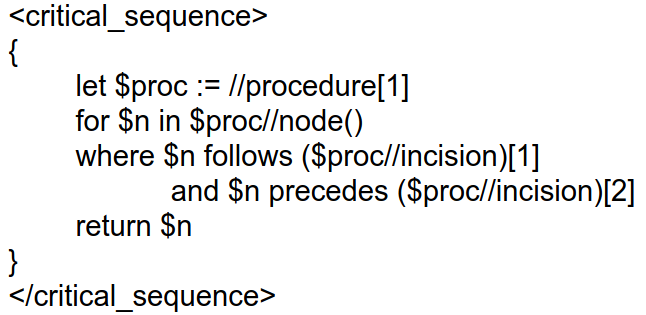 <critical_sequence>
{
let $proc := //procedure[1]
for $n in $proc//node()
where $n follows ($proc//incision)[1]
and $n precedes ($proc//incision)[2]
return $n
}
</critical_sequence>